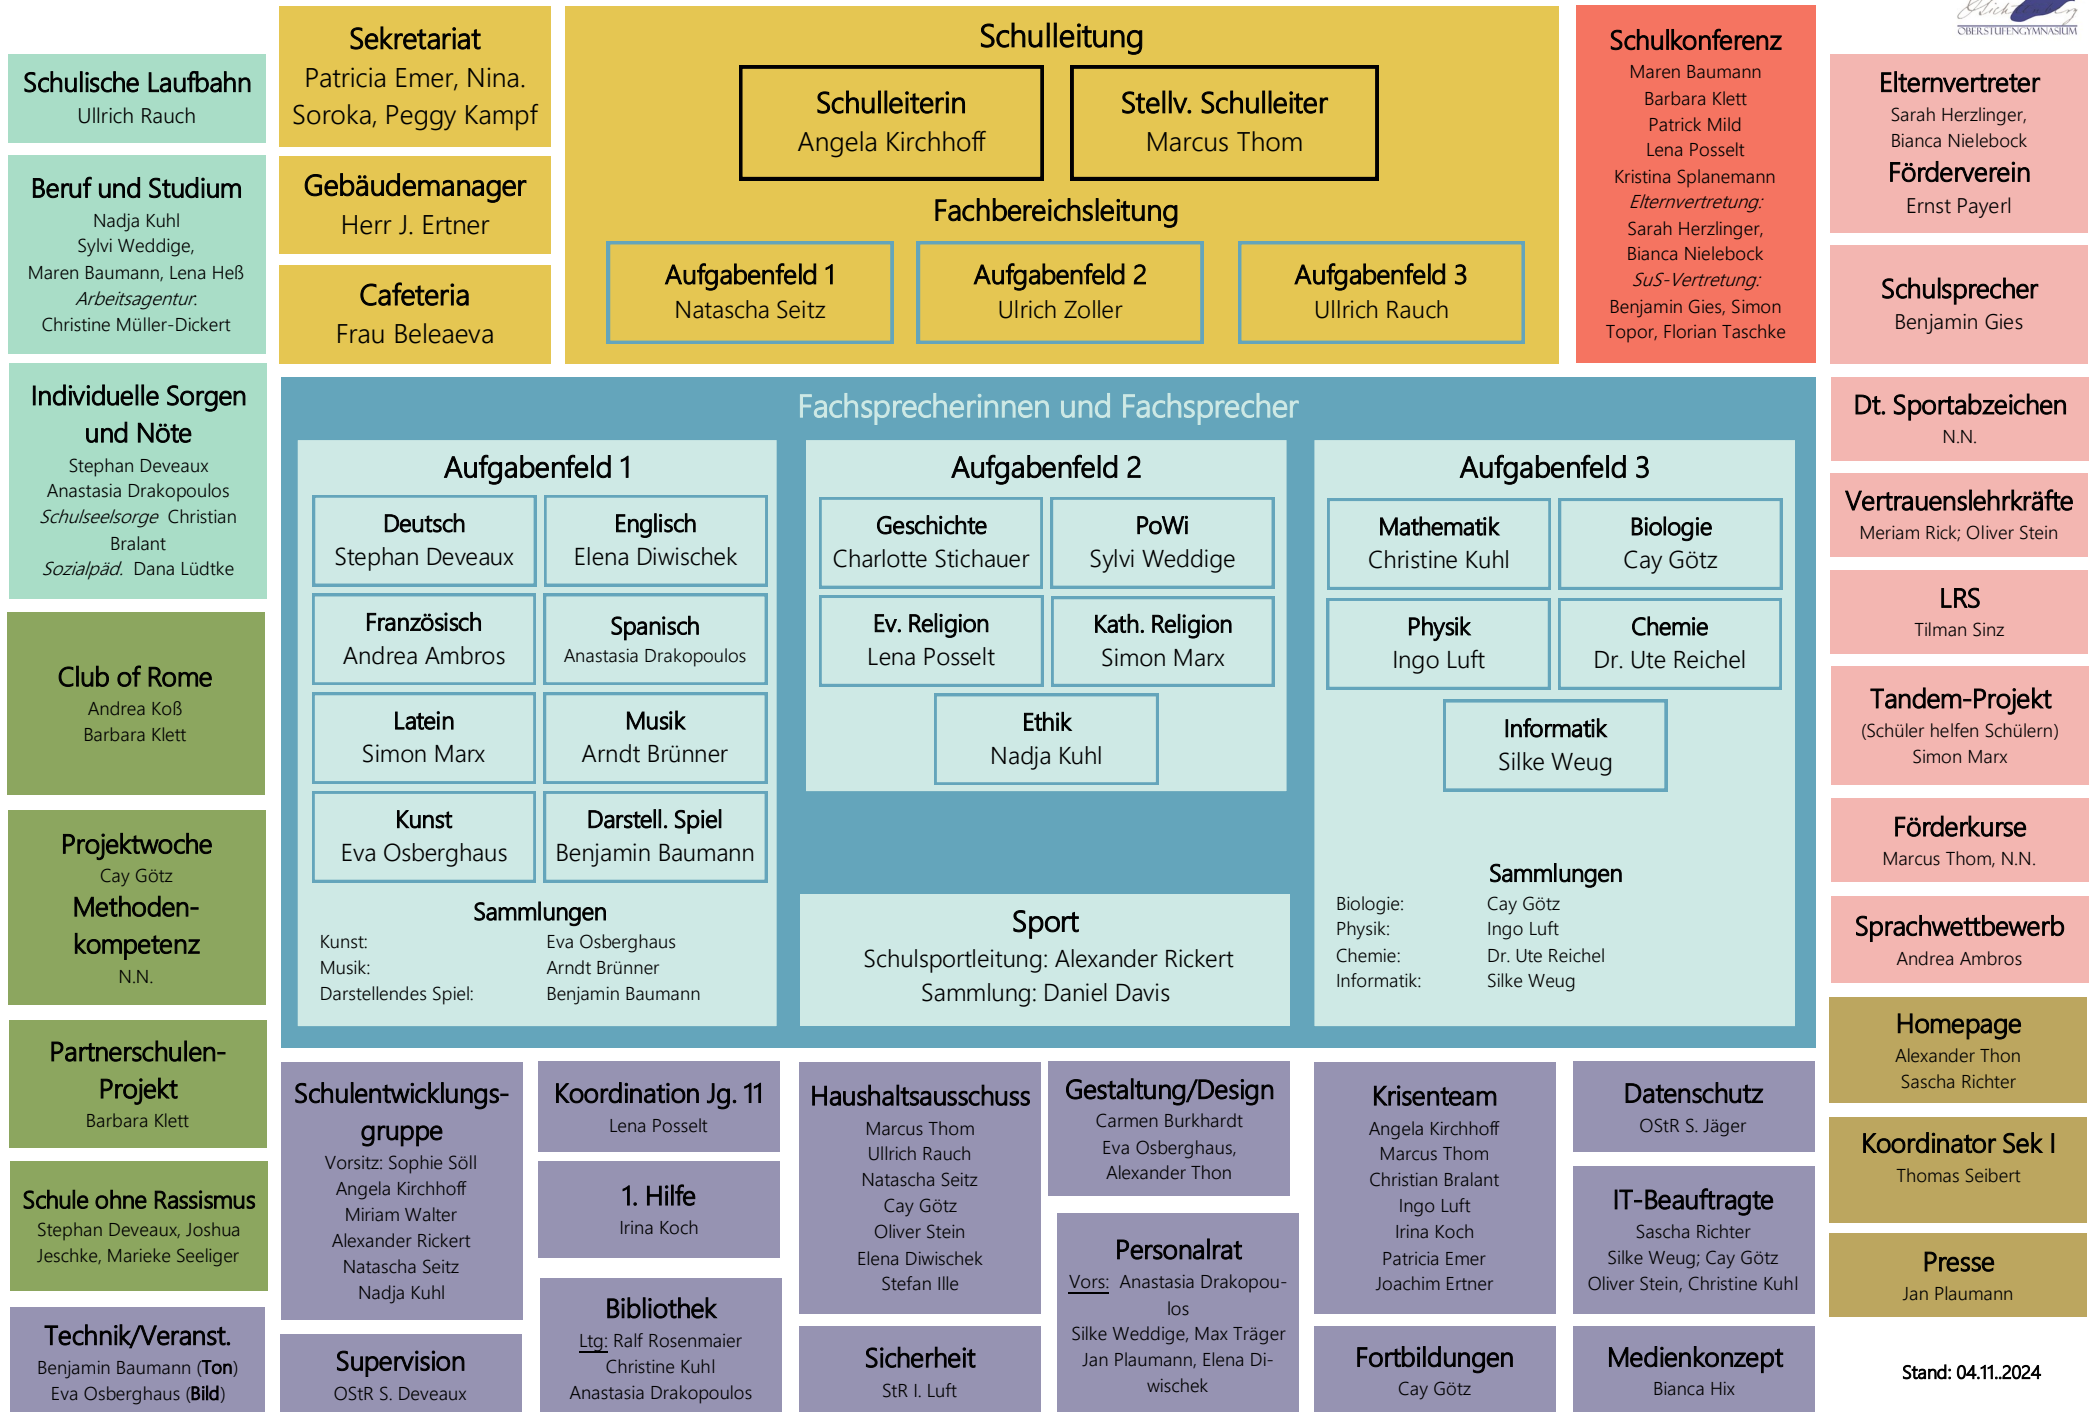 OBERSTUFENGYMNASIUM
Schulische Laufbahn
Ullrich Rauch
Beruf und Studium
Nadja Kuhl
Sylvi Weddige,
Maren Baumann, Lena Heß
Arbeitsagentur:
Christine Müller-Dickert
Individuelle Sorgen
und Nöte
Stephan Deveaux
Anastasia Drakopoulos
Schulseelsorge Christian
Bralant
Sozialpäd. Dana Lüdtke
Club of Rome
Andrea Koß
Barbara Klett
Projektwoche
Cay Götz
Methoden-
kompetenz
N.N.
Partnerschulen-
Projekt
Barbara Klett
Schule ohne Rassismus
Stephan Deveaux, Joshua
Jeschke, Marieke Seeliger
Technik/Veranst.
Benjamin Baumann (Ton)
Eva Osberghaus (Bild)
Sekretariat
Patricia Emer, Nina.
Soroka, Peggy Kampf
Gebäudemanager
Herr J. Ertner
Cafeteria
Frau Beleaeva
Schulleitung
Schulleiterin
Angela Kirchhoff
Stellv. Schulleiter
Marcus Thom
Fachbereichsleitung
Aufgabenfeld 1
Natascha Seitz
Aufgabenfeld 2
Ulrich Zoller
Aufgabenfeld 3
Ullrich Rauch
Schulkonferenz
Maren Baumann
Barbara Klett
Patrick Mild
Lena Posselt
Kristina Splanemann
Elternvertretung:
Sarah Herzlinger,
Bianca Nielebock
SuS-Vertretung:
Benjamin Gies, Simon
Topor, Florian Taschke
Fachsprecherinnen und Fachsprecher
Aufgabenfeld 1
Deutsch
Stephan Deveaux
Englisch
Elena Diwischek
Französisch
Andrea Ambros
Spanisch
Anastasia Drakopoulos
Latein
Simon Marx
Musik
Arndt Brünner
Kunst
Eva Osberghaus
Darstell. Spiel
Benjamin Baumann
Sammlungen
Kunst: Eva Osberghaus
Musik: Arndt Brünner
Darstellendes Spiel: Benjamin Baumann
Aufgabenfeld 2
Geschichte
Charlotte Stichauer
PoWi
Sylvi Weddige
Ev. Religion
Lena Posselt
Kath. Religion
Simon Marx
Ethik
Nadja Kuhl
Sport
Schulsportleitung: Alexander Rickert
Sammlung: Daniel Davis
Aufgabenfeld 3
Mathematik
Christine Kuhl
Biologie
Cay Götz
Physik
Ingo Luft
Chemie
Dr. Ute Reichel
Informatik
Silke Weug
Sammlungen
Biologie: Cay Götz
Physik: Ingo Luft
Chemie: Dr. Ute Reichel
Informatik: Silke Weug
Schulentwicklungs-
gruppe
Vorsitz: Sophie Söll
Angela Kirchhoff
Miriam Walter
Alexander Rickert
Natascha Seitz
Nadja Kuhl
Supervision
OStR S. Deveaux
Koordination Jg. 11
Lena Posselt
1. Hilfe
Irina Koch
Bibliothek
Ltg: Ralf Rosenmaier
Christine Kuhl
Anastasia Drakopoulos
Haushaltsausschuss
Marcus Thom
Ullrich Rauch
Natascha Seitz
Cay Götz
Oliver Stein
Elena Diwischek
Stefan Ille
Sicherheit
StR I. Luft
Gestaltung/Design
Carmen Burkhardt
Eva Osberghaus,
Alexander Thon
Personalrat
Vors: Anastasia Drakopou-
los
Silke Weddige, Max Träger
Jan Plaumann, Elena Di-
wischek
Krisenteam
Angela Kirchhoff
Marcus Thom
Christian Bralant
Ingo Luft
Irina Koch
Patricia Emer
Joachim Ertner
Fortbildungen
Cay Götz
Datenschutz
OStR S. Jäger
IT-Beauftragte
Sascha Richter
Silke Weug; Cay Götz
Oliver Stein, Christine Kuhl
Medienkonzept
Bianca Hix
Elternvertreter
Sarah Herzlinger,
Bianca Nielebock
Förderverein
Ernst Payerl
Schulsprecher
Benjamin Gies
Dt. Sportabzeichen
N.N.
Vertrauenslehrkräfte
Meriam Rick; Oliver Stein
LRS
Tilman Sinz
Tandem-Projekt
(Schüler helfen Schülern)
Simon Marx
Förderkurse
Marcus Thom, N.N.
Sprachwettbewerb
Andrea Ambros
Homepage
Alexander Thon
Sascha Richter
Koordinator Sek I
Thomas Seibert
Presse
Jan Plaumann
Stand: 04.11..2024